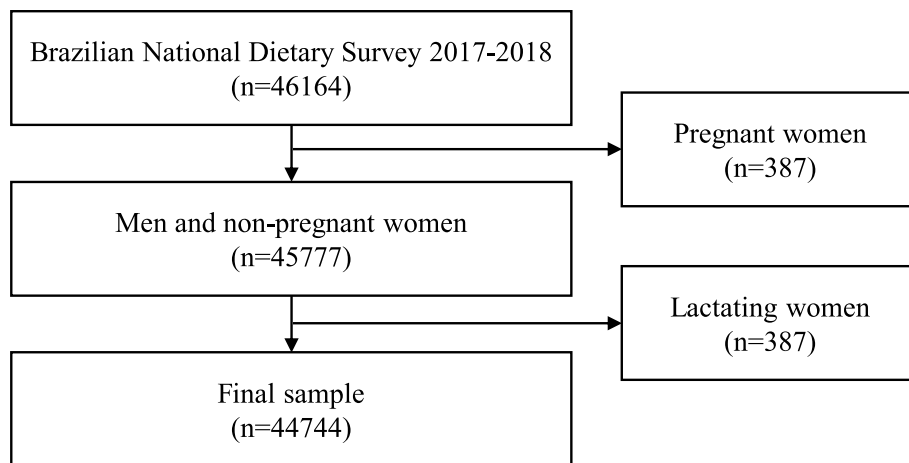 Brazilian National Dietary Survey 2017-2018
(n=46164)
Pregnant women
(n=387)
Men and non-pregnant women
(n=45777)
Lactating women
(n=387)
Final sample
(n=44744)